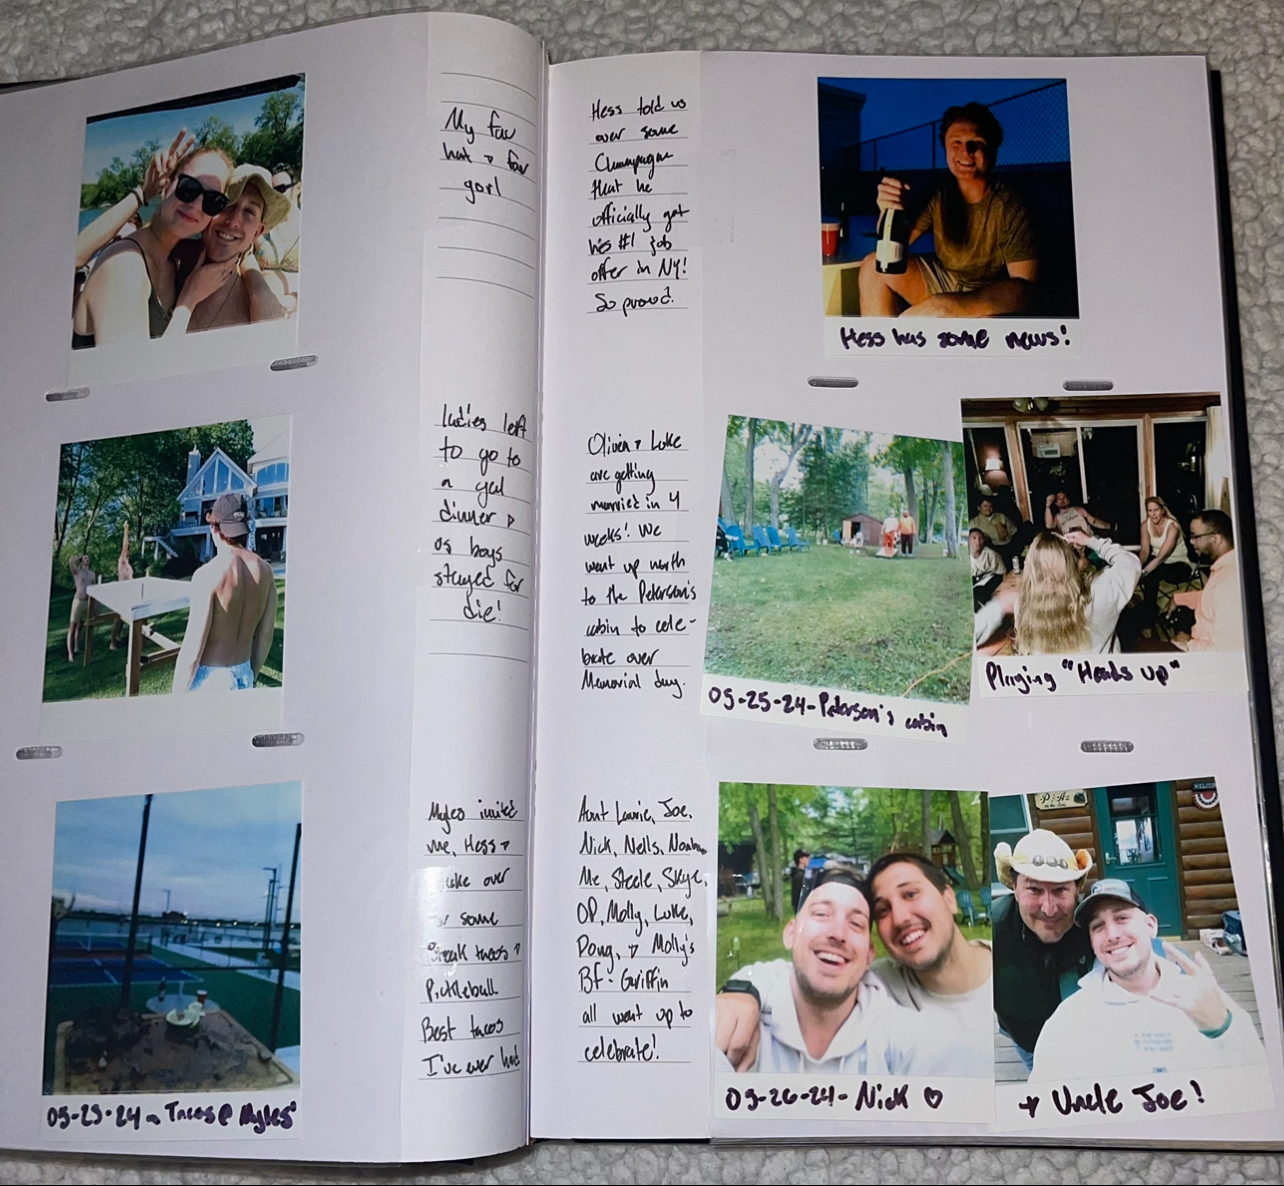 My fav
hat & fav
gorl
ladies left
to go to
a gal
dinner &
us boys
stayed for
die!
Myles invited
me, Hess &
Luke over
for some
Steak tacos &
Pickleball
Best tacos
I've ever had
05-23-24 - Tacos @ Myles'
Hess told us
over some
Champagne
that he
officially got
his #1 job
offer in NY!
So proud.
Hess has some news!
Olivia & Luke
are getting
married in 4
weeks! We
went up north
to the Peterson's
cabin to cele-
brate over
Memorial day.
05-25-24-Peterson's cabin
Playing "Heads Up"
Aunt Laurie, Joe,
Nick, Nells,
Me, Steele, Skye,
OP, Molly, Luke,
Doug, & Molly's
Bf - Griffin
all went up to
celebrate!
05-26-24- Nick ♡
& Uncle Joe!